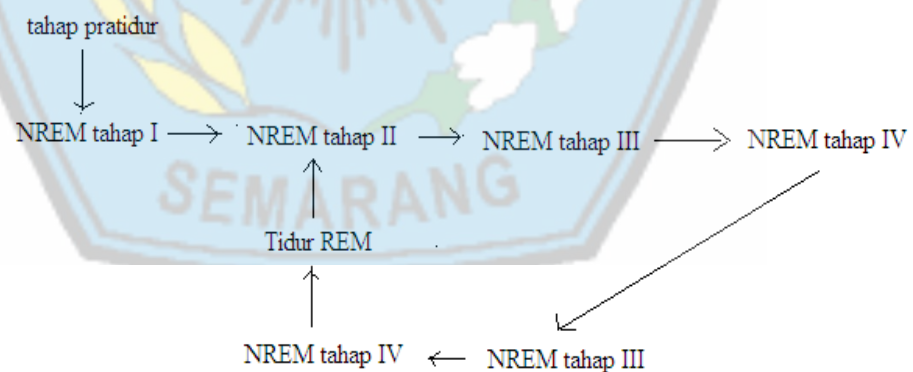 tahap pratidur
NREM tahap I
NREM tahap II
NREM tahap III
NREM tahap IV
SEMARANG
Tidur REM
NREM tahap IV
NREM tahap III